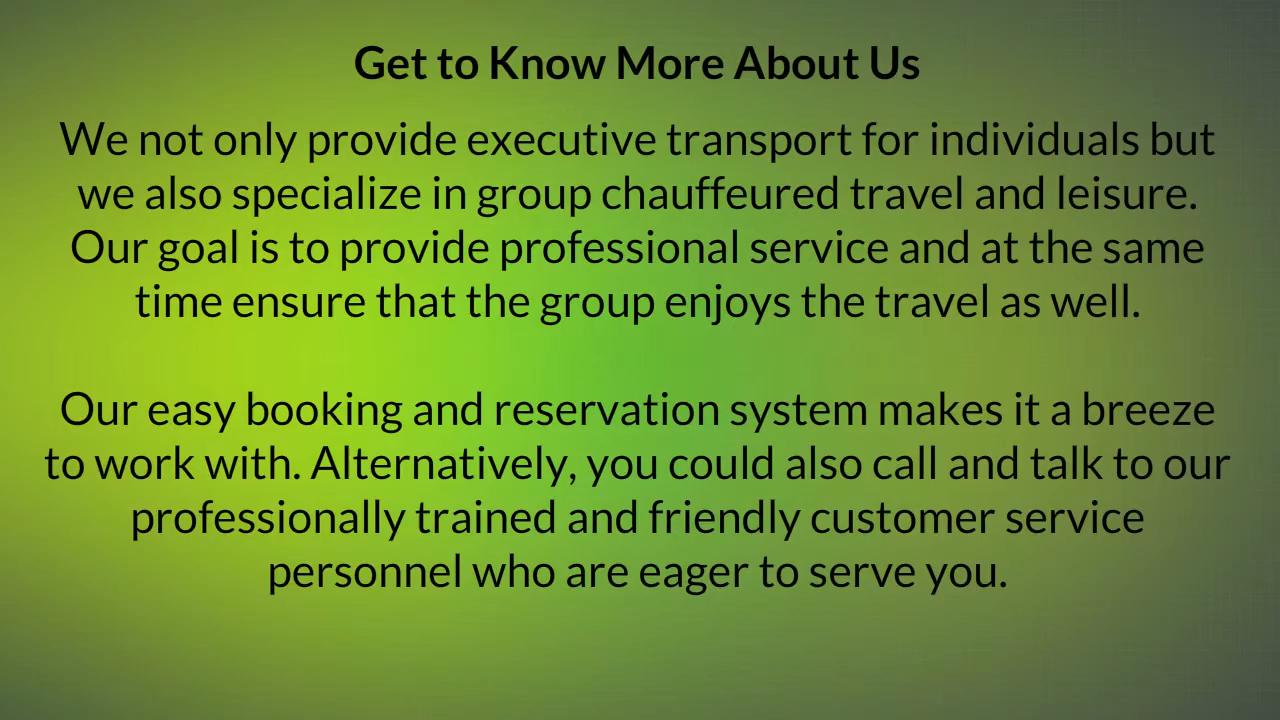 Get to Know More About Us
We not only provide executive transport for individuals but
we also specialize in group chauffeured travel and leisure.
Our goal is to provide professional service and at the same
time ensure that the group enjoys the travel as well.
Our easy booking and reservation system makes it a breeze
to work with. Alternatively, you could also call and talk to our
professionally trained and friendly customer service
personnel who are eager to serve you.